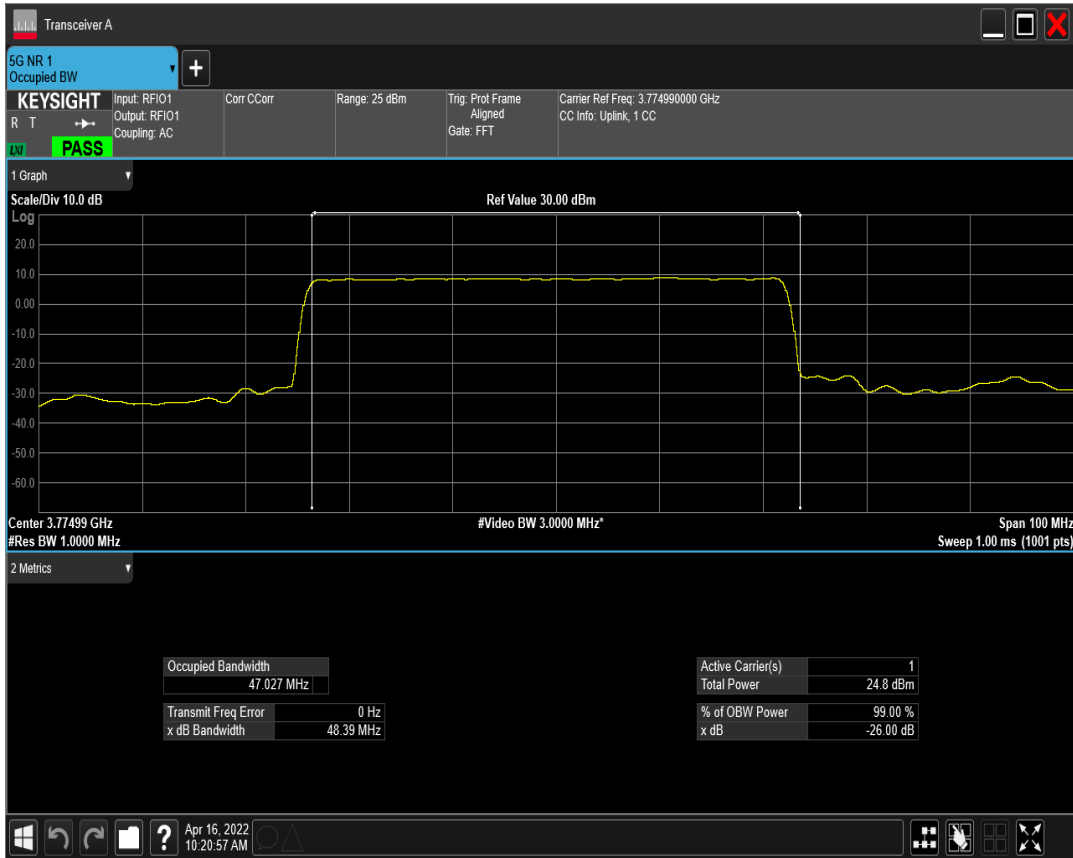 Transceiver A
5G NR 1
Occupied BW
KEYSIGHT
R T
LXI
PASS
Input: RFIO1
Output: RFIO1
Coupling: AC
Corr CCorr
Range: 25 dBm
Trig: Prot Frame
Aligned
Gate: FFT
Carrier Ref Freq: 3.774990000 GHz
CC Info: Uplink, 1 CC
1 Graph
Scale/Div 10.0 dB
Ref Value 30.00 dBm
Log
20.0
10.0
0.00
-10.0
-20.0
-30.0
-40.0
-50.0
-60.0
Center 3.77499 GHz
#Video BW 3.0000 MHz*
Span 100 MHz
#Res BW 1.0000 MHz
Sweep 1.00 ms (1001 pts)
2 Metrics
Occupied Bandwidth
47.027 MHz
Transmit Freq Error 0 Hz
x dB Bandwidth 48.39 MHz
Active Carrier(s) 1
Total Power 24.8 dBm
% of OBW Power 99.00 %
x dB -26.00 dB
?
Apr 16, 2022
10:20:57 AM